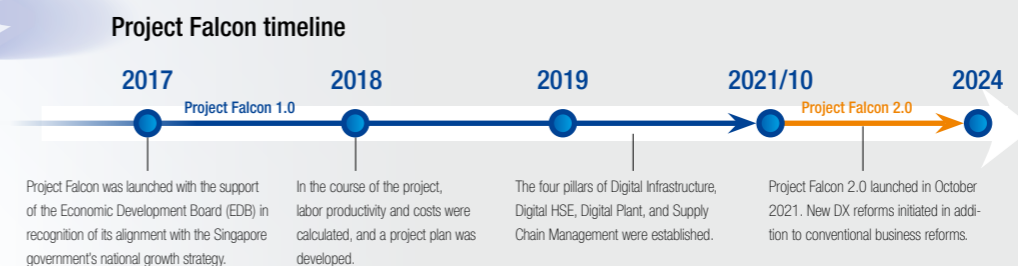 Project Falcon timeline
2017
2018
2019
2021/10
2024
Project Falcon 1.0
Project Falcon 2.0
Project Falcon was launched with the support
of the Economic Development Board (EDB) in
recognition of its alignment with the Singapore
government's national growth strategy.
In the course of the project,
labor productivity and costs were
calculated, and a project plan was
developed.
The four pillars of Digital Infrastructure,
Digital HSE, Digital Plant, and Supply
Chain Management were established.
Project Falcon 2.0 launched in October
2021. New DX reforms initiated in addi-
tion to conventional business reforms.